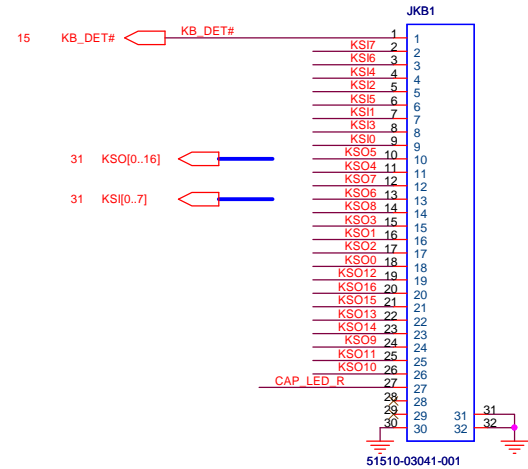 JKB1
15 KB_DET# KB_DET# 1 1
KSI7 2 2
KSI6 3 3
KSI4 4 4
KSI2 5 5
KSI5 6 6
KSI1 7 7
KSI3 8 8
KSI0 9 9
31 KSO[0..16] KSO5 10 10
KSO4 11 11
KSO7 12 12
31 KSI[0..7] KSO6 13 13
KSO8 14 14
KSO3 15 15
KSO1 16 16
KSO2 17 17
KSO0 18 18
KSO12 19 19
KSO16 20 20
KSO15 21 21
KSO13 22 22
KSO14 23 23
KSO9 24 24
KSO11 25 25
KSO10 26 26
CAP_LED_R 27 27
28 28
29 29 31 31
30 30 32 32
51510-03041-001